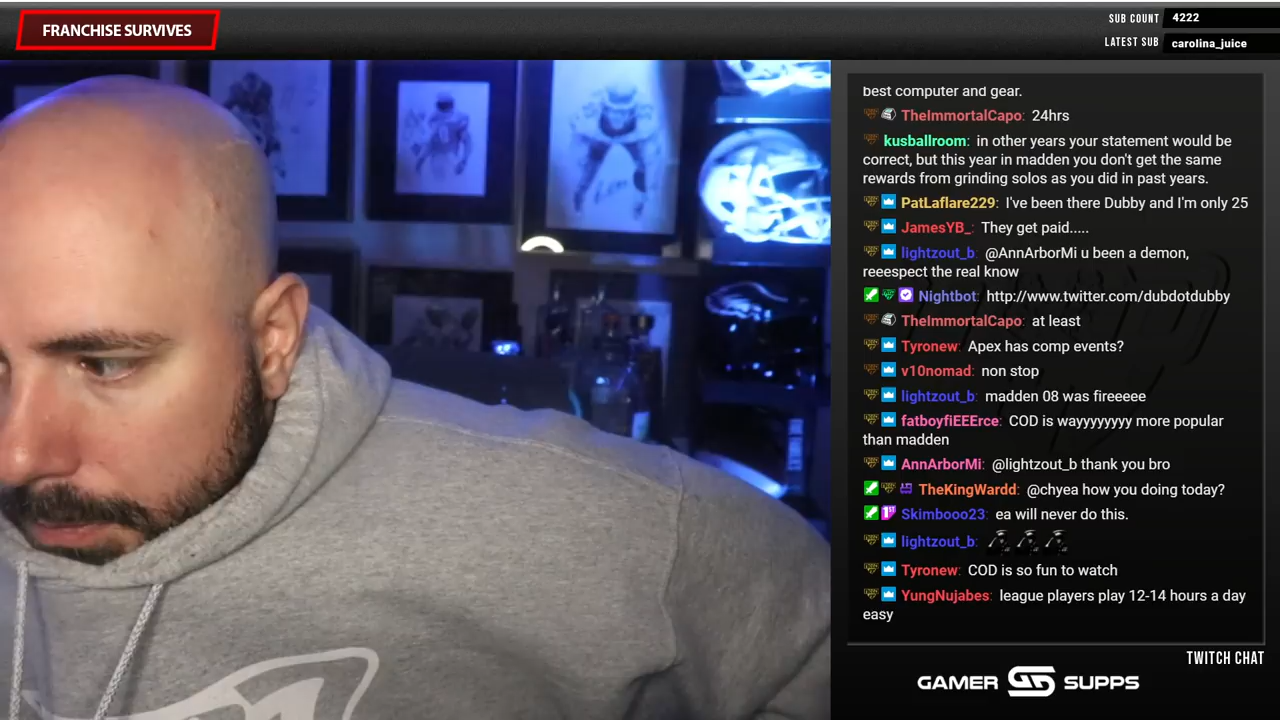 FRANCHISE SURVIVES
SUB COUNT 4222
LATEST SUB carolina_juice
best computer and gear.
TheImmortalCapo: 24hrs
kusballroom: in other years your statement would be
correct, but this year in madden you don't get the same
rewards from grinding solos as you did in past years.
PatLaflare229: I've been there Dubby and I'm only 25
JamesYB_: They get paid.....
lightzout_b: @AnnArborMi u been a demon,
reeespect the real know
Nightbot: http://www.twitter.com/dubdotdubby
TheImmortalCapo: at least
Tyronew: Apex has comp events?
v10nomad: non stop
lightzout_b: madden 08 was fireeeee
fatboyfiEEErce: COD is wayyyyyyy more popular
than madden
AnnArborMi: @lightzout_b thank you bro
TheKingWardd: @chyea how you doing today?
Skimbooo23: ea will never do this.
lightzout_b:
Tyronew: COD is so fun to watch
YungNujabes: league players play 12-14 hours a day
easy
TWITCH CHAT
GAMER GS SUPPS